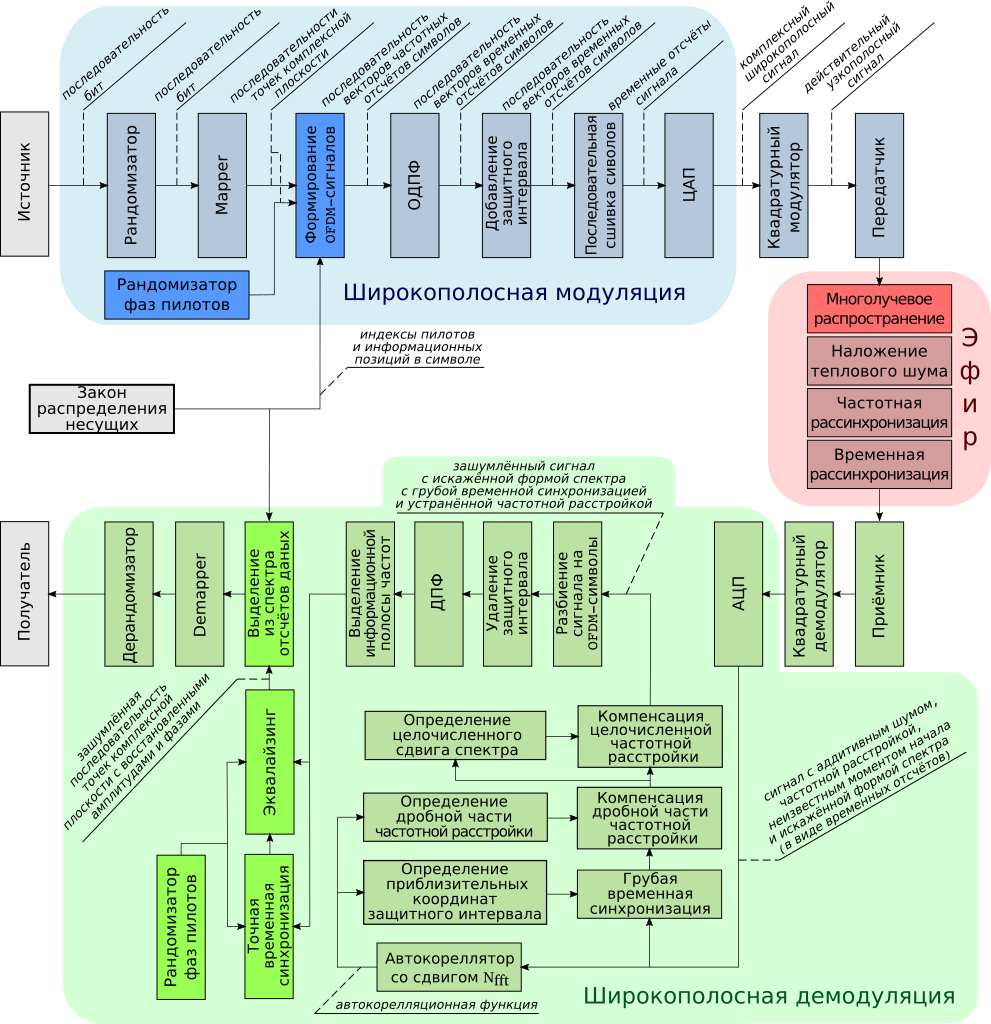 последовательность
бит
последовательность
бит
последовательности
точек комплексной
плоскости
последовательность
векторов частотных
отсчётов символов
последовательность
векторов временных
отсчётов символов
последовательность
векторов временных
отсчётов символов
временные отсчёты
сигнала
комплексный
широкополосный
сигнал
действительный
узкополосный
сигнал
Источник
Рандомизатор
Mapper
Формирование
OFDM–сигналов
ОДПФ
Добавление
защитного
интервала
Последовательная
сшивка сиволов
ЦАП
Квадратурный
модулятор
Передатчик
Рандомизатор
фаз пилотов
Широкополосная модуляция
Многолучевое
распространение
Наложение
теплового шума
Частотная
рассинхронизация
Временная
рассинхронизация
Эфир
индексы пилотов
и информационных
позиций в символе
Закон
распределения
несущих
зашумлённый сигнал
с искажённой формой спектра
с грубой временной синхронизацией
и устранённой частотной расстройкой
Получатель
Дерандомизатор
Demapper
Выделение
из спектра
отсчётов данных
Выделение
информационной
полосы частот
ДПФ
Удаление
защитного
интервала
Разбиение
сигнала на
OFDM–символы
АЦП
Квадратурный
демодулятор
Приёмник
зашумлённая
последовательность
точек комплексной
плоскости с восстановленными
амплитудами и фазами
Эквалайзинг
Определение
целочисленного
сдвига спектра
Компенсация
целочисленной
частотной
расстройки
сигнал с аддитивным шумом,
частотной расстройкой,
неизвестным моментом начала
и искажённой формой спектра
(в виде временных отсчётов)
Определение
дробной части
частотной расстройки
Компенсация
дробной части
частотной
расстройки
Рандомизатор
фаз пилотов
Точная
временная
синхронизация
Определение
приблизительных
координат
защитного интервала
Грубая
временная
синхронизация
Автокореллятор
со сдвигом Nfft
автокорелляционная функция
Широкополосная демодуляция